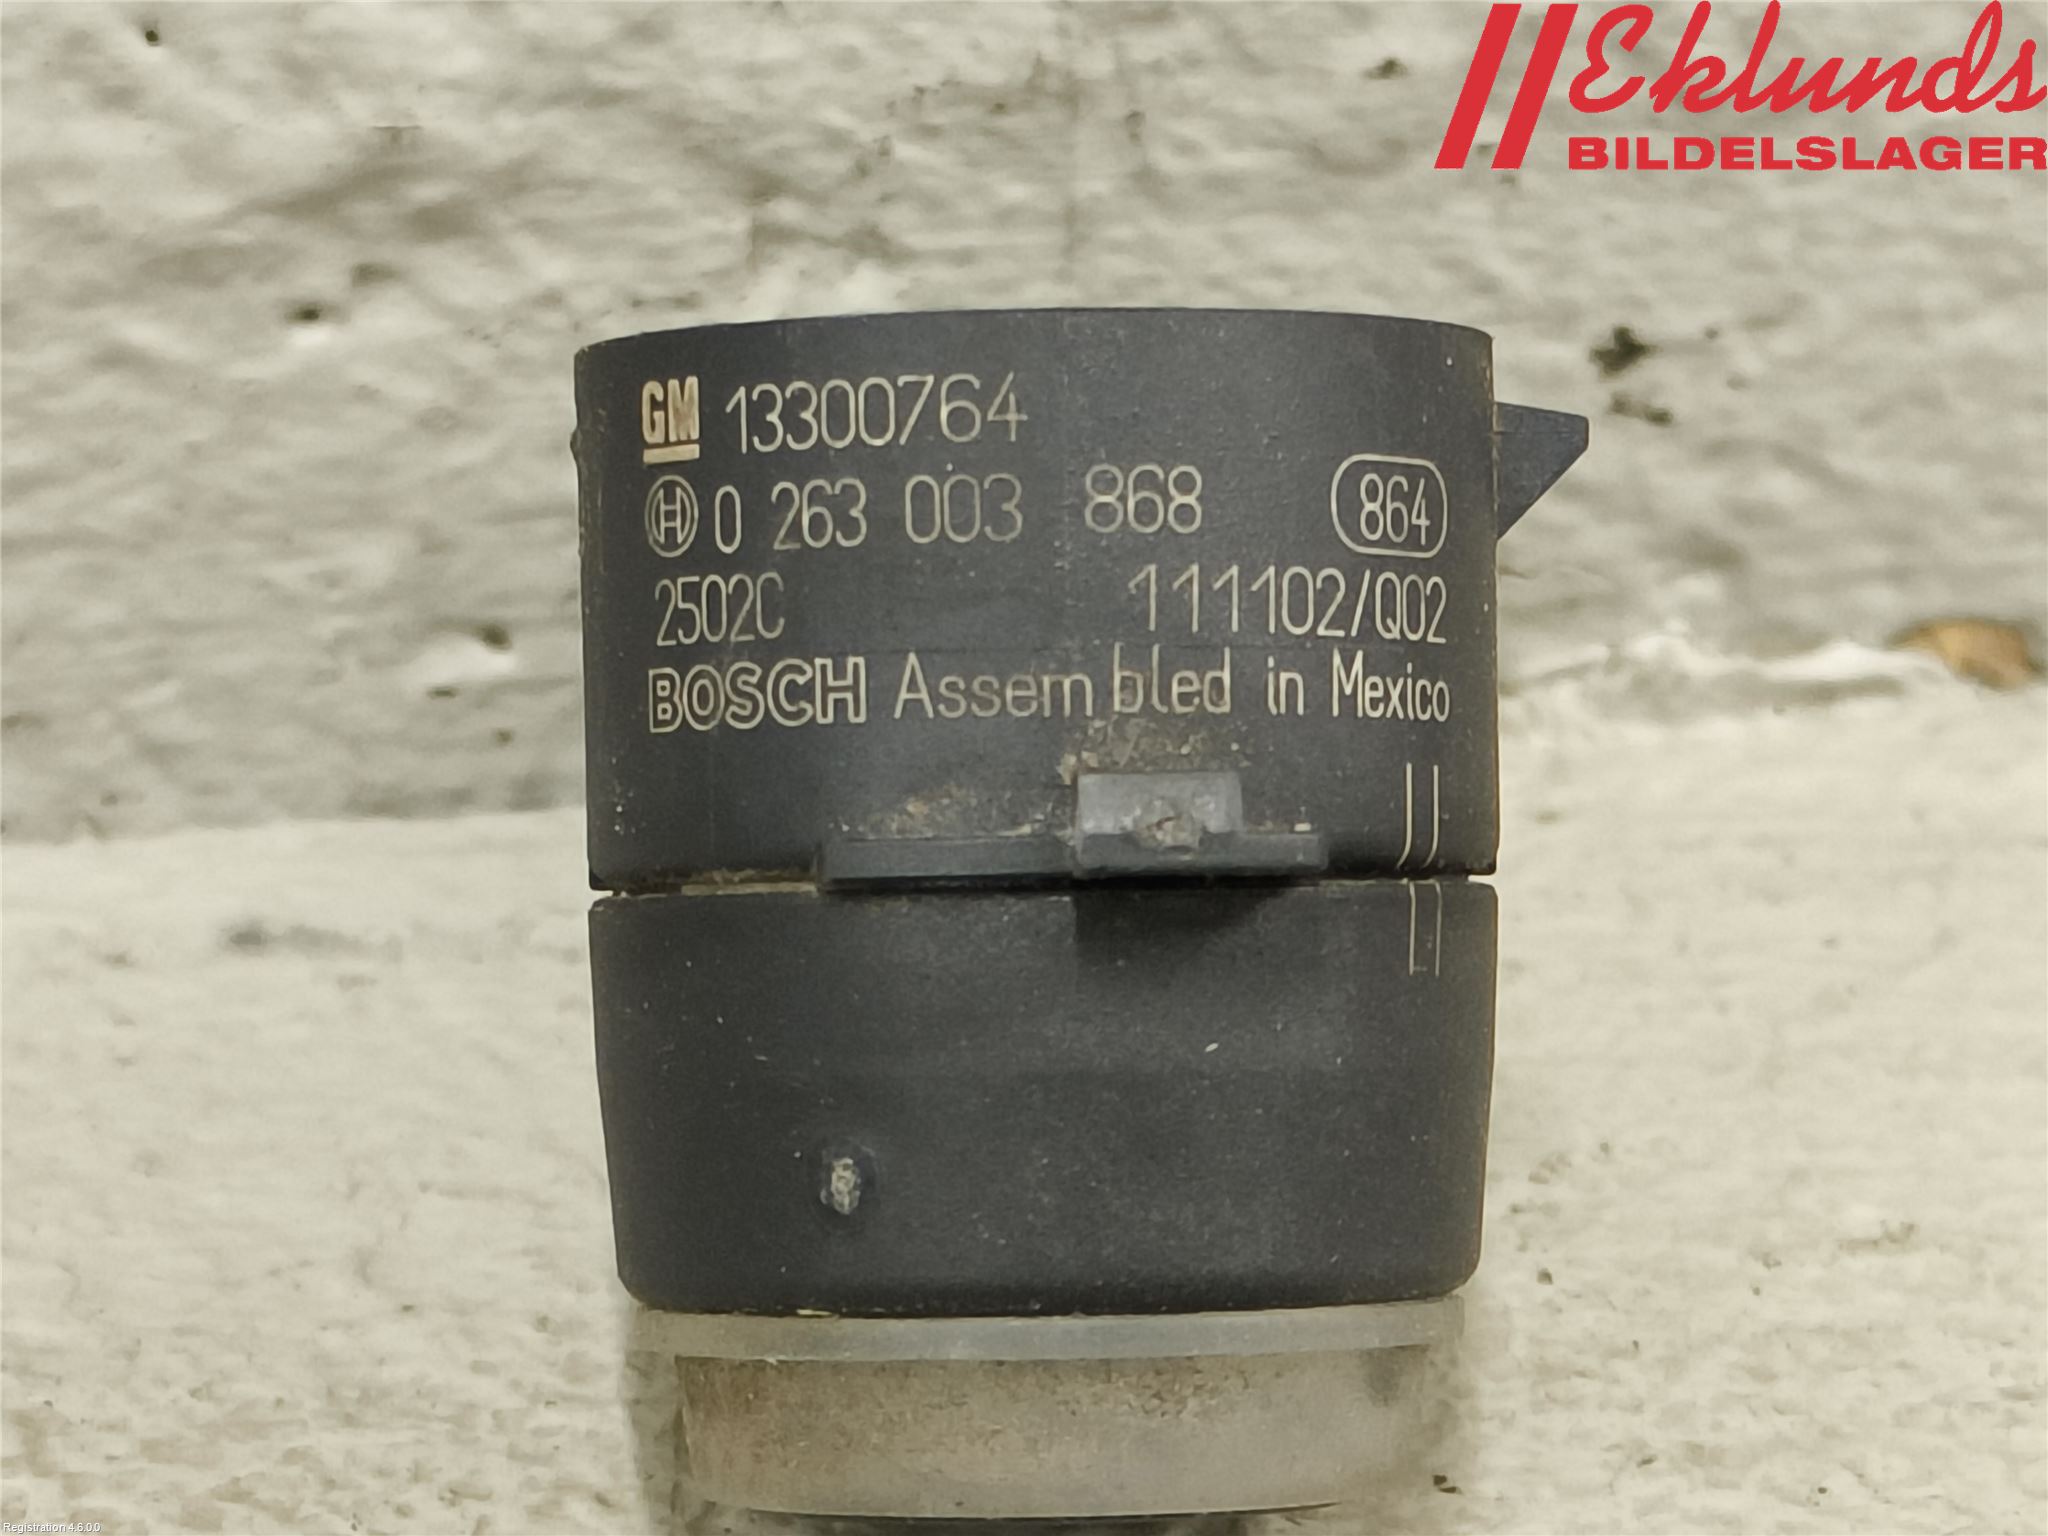 Eklunds
BILDELSLAGER
GM 13300764
0 263 003 868 864
2502C 111102/Q02
BOSCH Assembled in Mexico
Registration 4.6.0.0